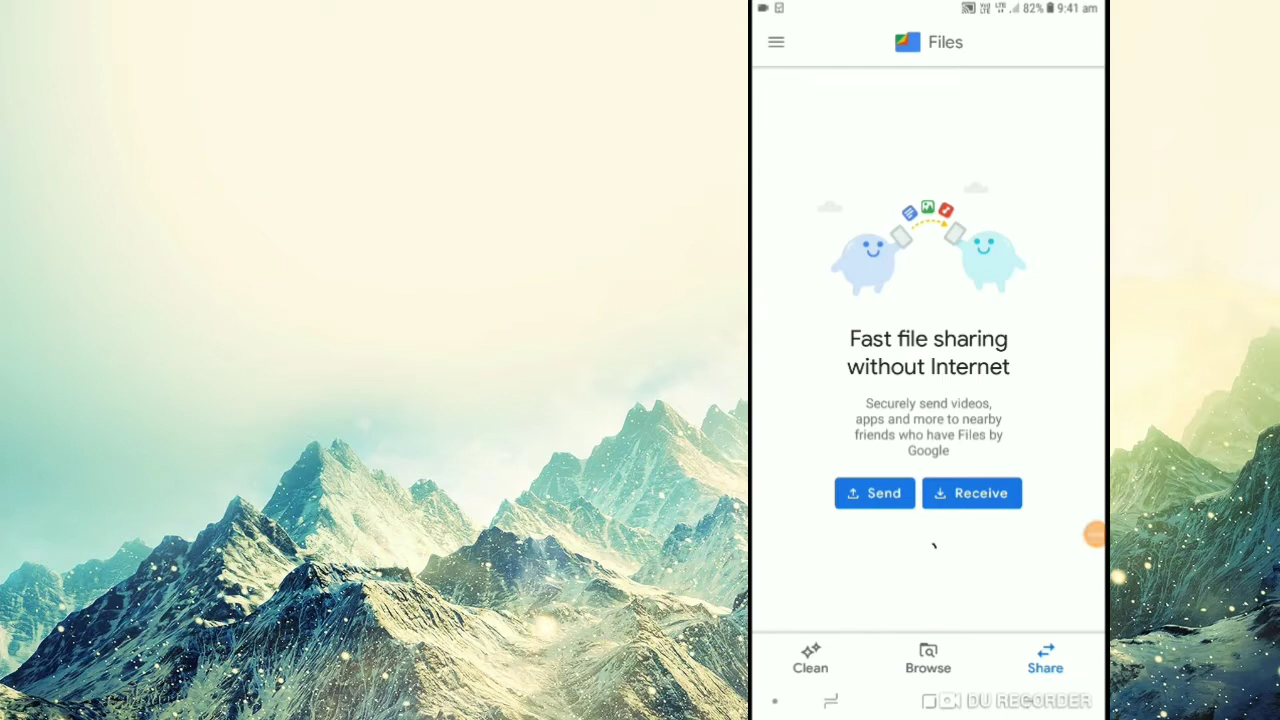 82% 9:41 am
Files
Fast file sharing
without Internet
Securely send videos,
apps and more to nearby
friends who have Files by
Google
Send Receive
Clean Browse Share
DU RECORDER